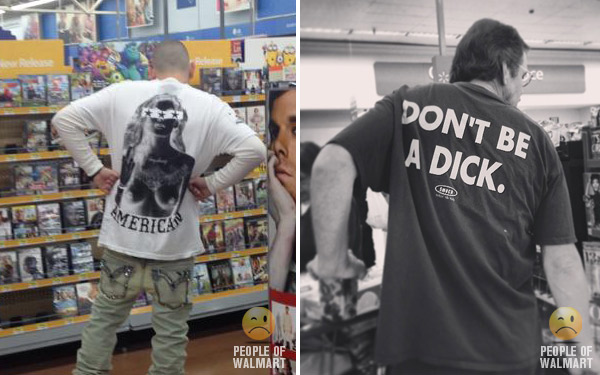 New Release
AMERICAN
PEOPLE OF
WALMART
DON'T BE
A DICK.
PEOPLE OF
WALMART